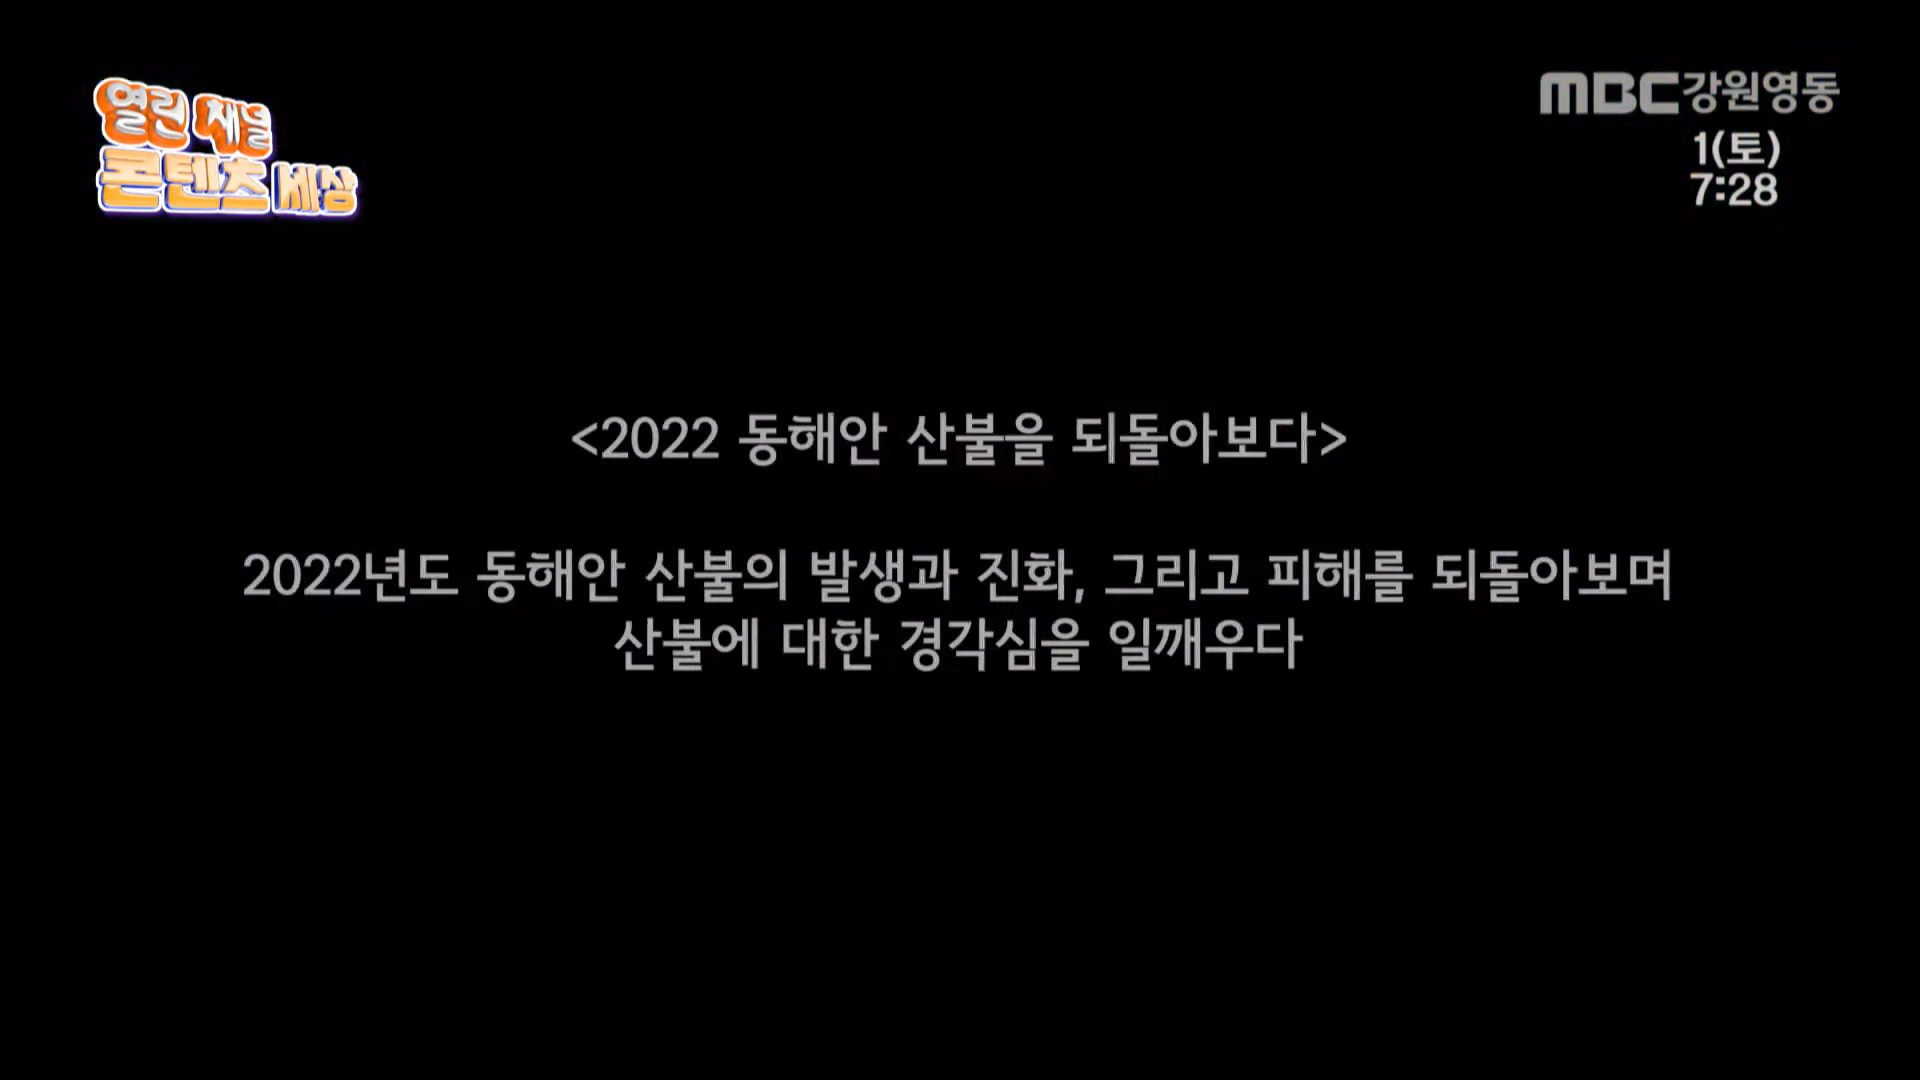 열린 채널
콘텐츠 세상
MBC강원영동
1(토)
7:28
<2022 동해안 산불을 되돌아보다>
2022년도 동해안 산불의 발생과 진화, 그리고 피해를 되돌아보며
산불에 대한 경각심을 일깨우다